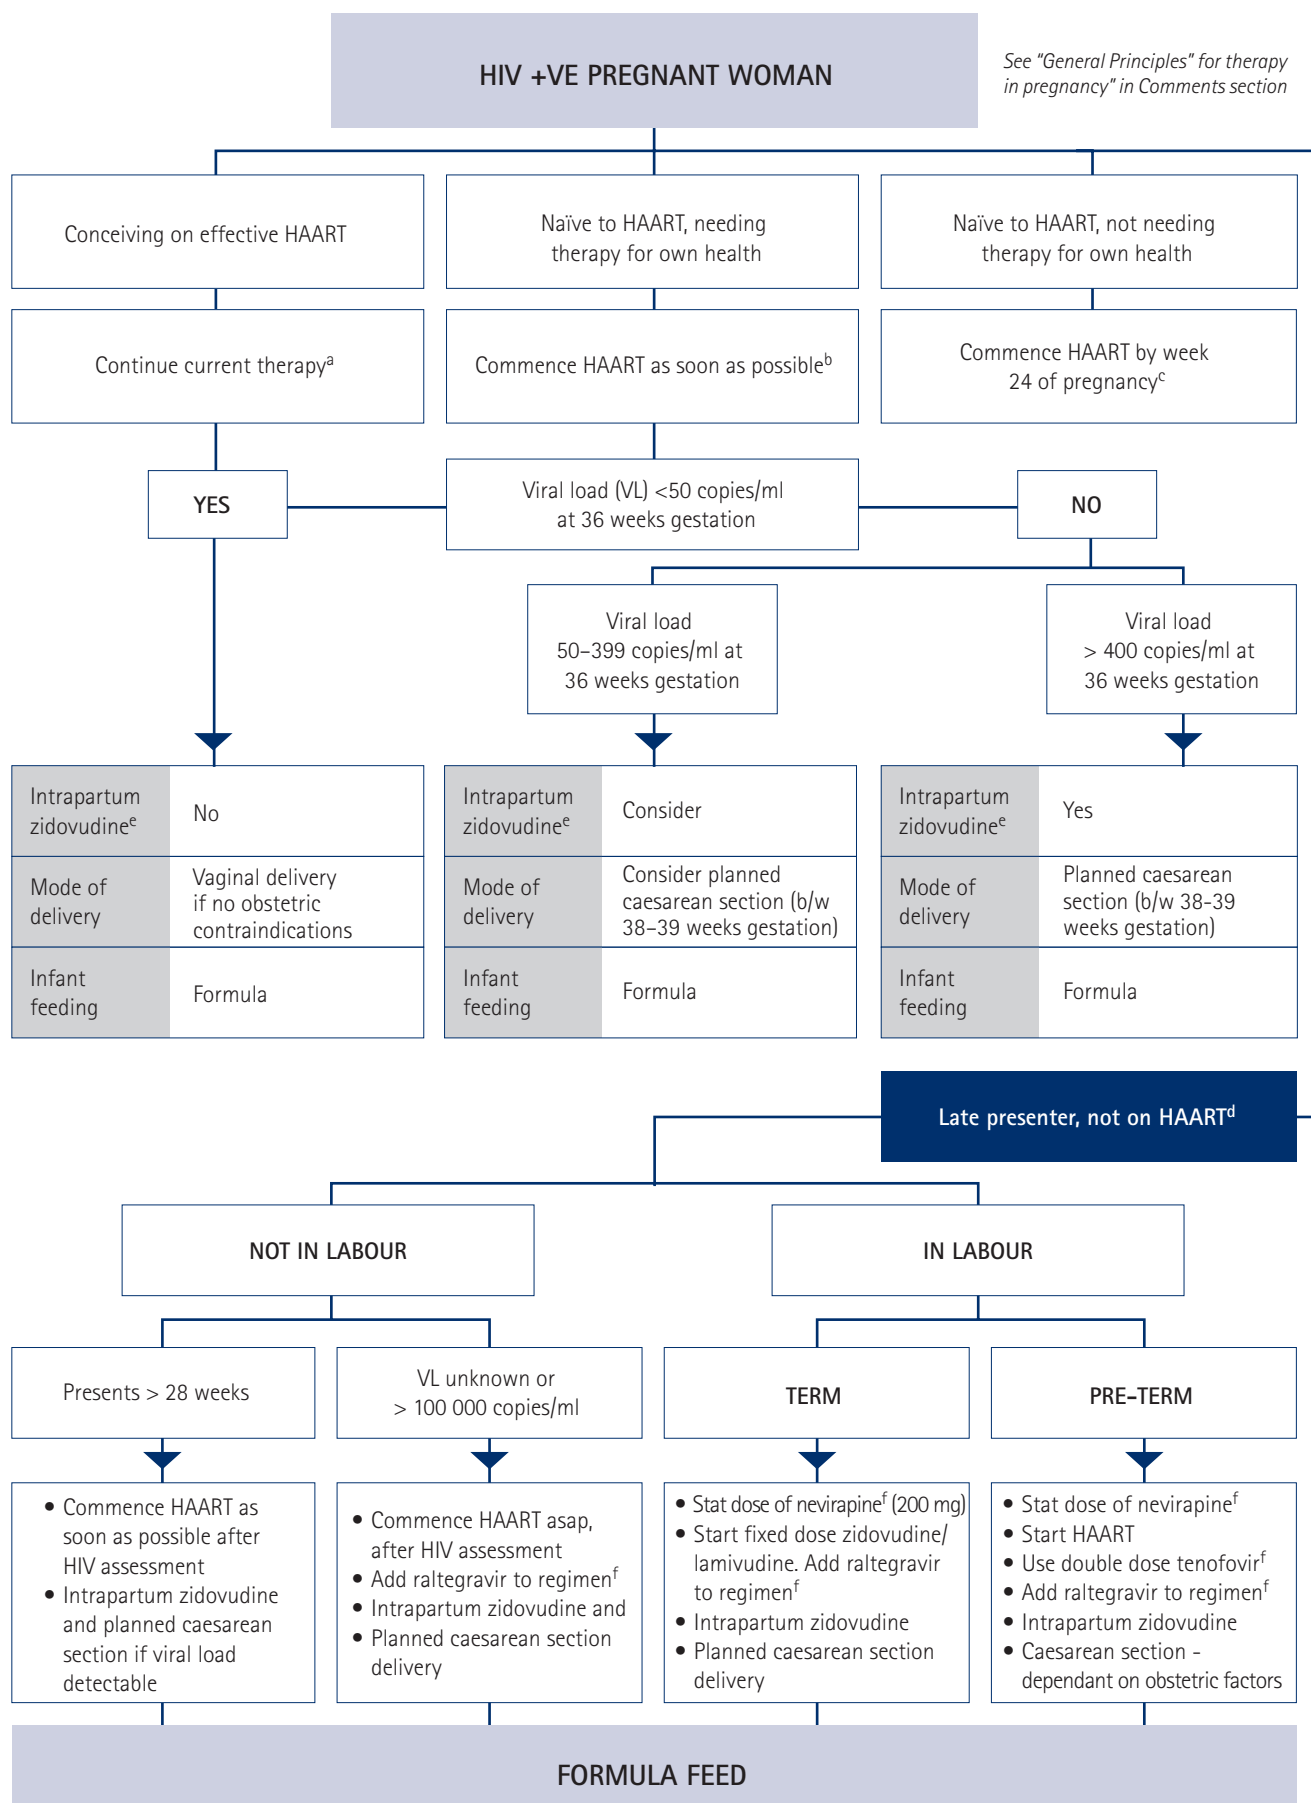 HIV +VE PREGNANT WOMAN
See "General Principles" for therapy
in pregnancy" in Comments section
Conceiving on effective HAART
Naïve to HAART, needing
therapy for own health
Naïve to HAART, not needing
therapy for own health
Continue current therapyᵃ
Commence HAART as soon as possibleᵇ
Commence HAART by week
24 of pregnancyᶜ
YES
Viral load (VL) <50 copies/ml
at 36 weeks gestation
NO
Viral load
50–399 copies/ml at
36 weeks gestation
Viral load
> 400 copies/ml at
36 weeks gestation
Intrapartum
zidovudineᵉ
No
Mode of
delivery
Vaginal delivery
if no obstetric
contraindications
Infant
feeding
Formula
Intrapartum
zidovudineᵉ
Consider
Mode of
delivery
Consider planned
caesarean section (b/w
38–39 weeks gestation)
Infant
feeding
Formula
Intrapartum
zidovudineᵉ
Yes
Mode of
delivery
Planned caesarean
section (b/w 38-39
weeks gestation)
Infant
feeding
Formula
Late presenter, not on HAARTᵈ
NOT IN LABOUR
IN LABOUR
Presents > 28 weeks
VL unknown or
> 100 000 copies/ml
TERM
PRE-TERM
• Commence HAART as
soon as possible after
HIV assessment
• Intrapartum zidovudine
and planned caesarean
section if viral load
detectable
• Commence HAART asap,
after HIV assessment
• Add raltegravir to regimenᶠ
• Intrapartum zidovudine and
• Planned caesarean section
delivery
• Stat dose of nevirapineᶠ (200 mg)
• Start fixed dose zidovudine/
lamivudine. Add raltegravir
to regimenᶠ
• Intrapartum zidovudine
• Planned caesarean section
delivery
• Stat dose of nevirapineᶠ
• Start HAART
• Use double dose tenofovirᶠ
• Add raltegravir to regimenᶠ
• Intrapartum zidovudine
• Caesarean section -
dependant on obstetric factors
FORMULA FEED